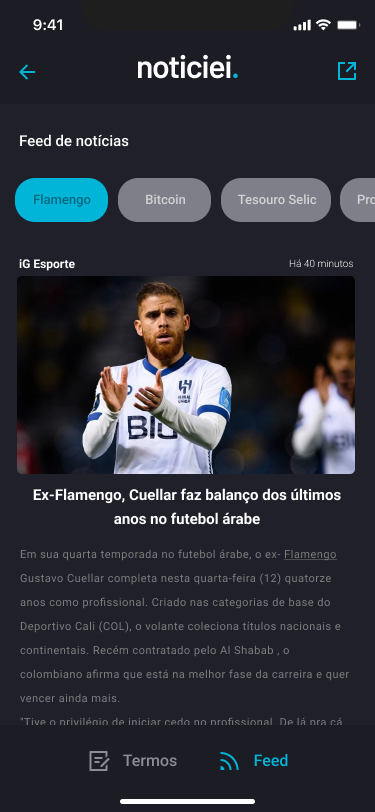 9:41
noticiei.
Feed de notícias
Flamengo
Bitcoin
Tesouro Selic
iG Esporte
Há 40 minutos
Ex-Flamengo, Cuellar faz balanço dos últimos
anos no futebol árabe
Em sua quarta temporada no futebol árabe, o ex- Flamengo
Gustavo Cuellar completa nesta quarta-feira (12) quatorze
anos como profissional. Criado nas categorias de base do
Deportivo Cali (COL), o volante coleciona títulos nacionais e
continentais. Recém contratado pelo Al Shabab , o
colombiano afirma que está na melhor fase da carreira e quer
vencer ainda mais.
"Tive o privilégio de iniciar cedo no profissional. De lá pra cá
Termos
Feed